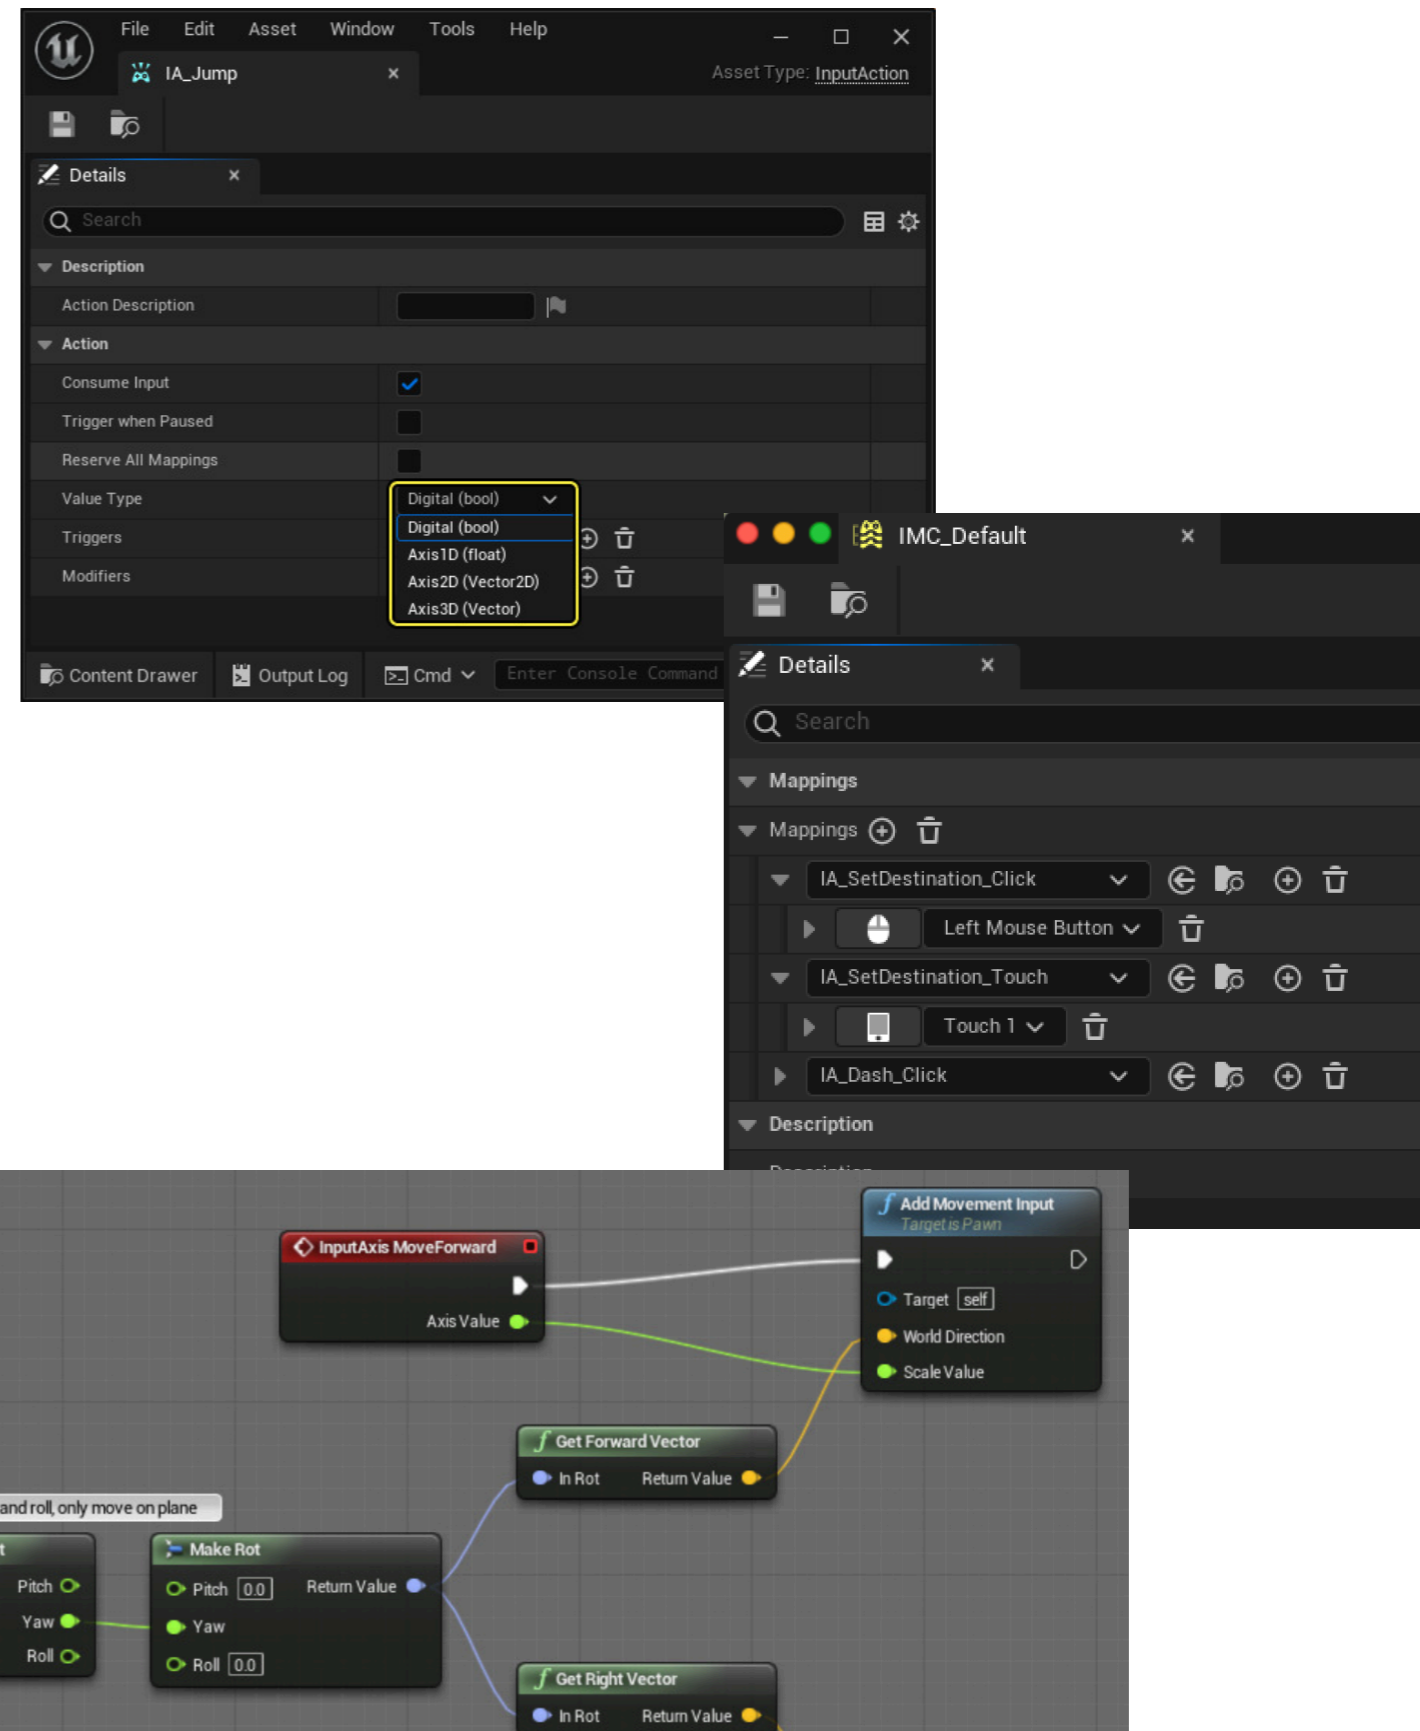 File Edit Asset Window Tools Help
IA_Jump
Asset Type: InputAction
Details
Search
Description
Action Description
Action
Consume Input
Trigger when Paused
Reserve All Mappings
Value Type Digital (bool)
Digital (bool)
Triggers
Axis1D (float)
Modifiers
Axis2D (Vector2D)
Axis3D (Vector)
Content Drawer Output Log Cmd Enter Console Command
IMC_Default
Details
Search
Mappings
Mappings
IA_SetDestination_Click
Left Mouse Button
IA_SetDestination_Touch
Touch 1
IA_Dash_Click
Description
Description
InputAxis MoveForward
Axis Value
Add Movement Input
Target is Pawn
Target self
World Direction
Scale Value
Get Forward Vector
In Rot Return Value
and roll, only move on plane
t
Pitch
Yaw
Roll
Make Rot
Pitch 0.0 Return Value
Yaw
Roll 0.0
Get Right Vector
In Rot Return Value